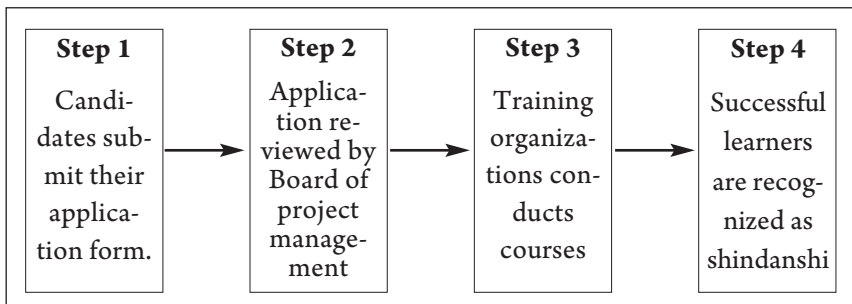 Step 1
Candi-
dates sub-
mit their
applica-
tion form.
Step 2
Applica-
tion re-
viewed by
Board of
project
manage-
ment
Step 3
Training
organiza-
tions con-
ducts
courses
Step 4
Successful
learners
are recog-
nized as
shindanshi